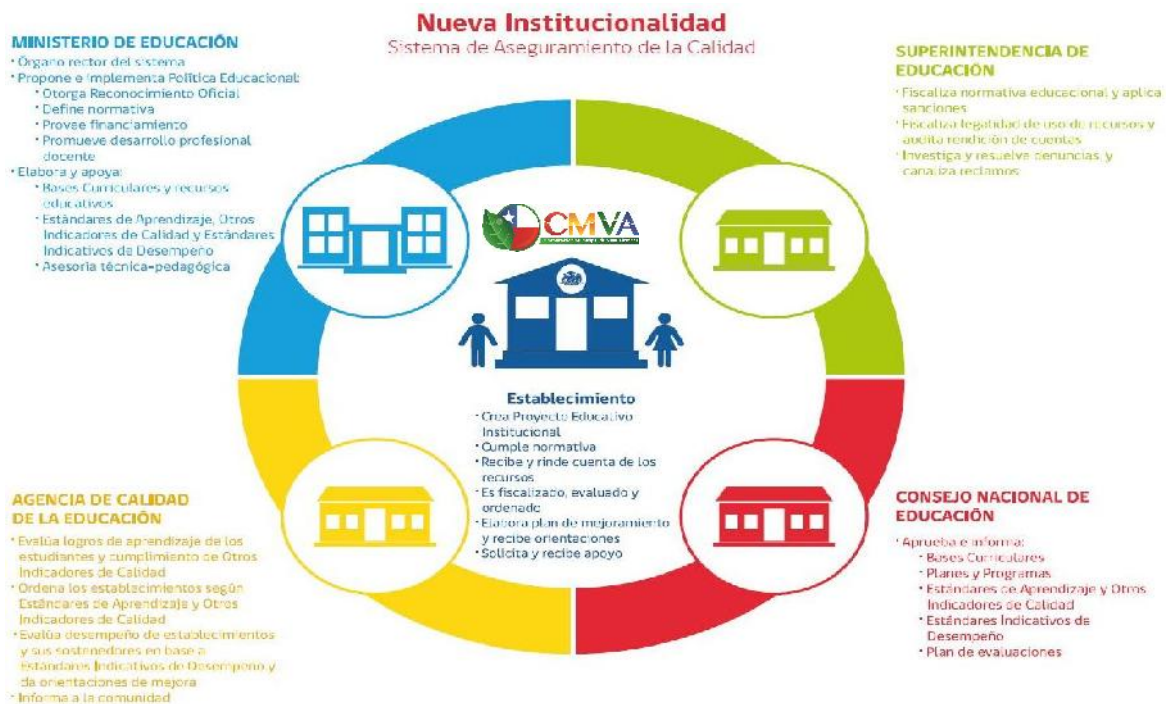 Nueva Institucionalidad
Sistema de Aseguramiento de la Calidad
MINISTERIO DE EDUCACIÓN
· Órgano rector del sistema
· Propone e implementa Política Educacional:
· Otorga Reconocimiento Oficial
· Define normativa
· Provee financiamiento
· Promueve desarrollo profesional
docente
· Elabora y apoya:
· Bases Curriculares y recursos
educativos
· Estándares de Aprendizaje, Otros
Indicadores de Calidad y Estándares
Indicativos de Desempeño
· Asesoría técnica-pedagógica
SUPERINTENDENCIA DE
EDUCACIÓN
· Fiscaliza normativa educacional y aplica
sanciones
· Fiscaliza legalidad de uso de recursos y
audita rendición de cuentas
· Investiga y resuelve denuncias, y
canaliza reclamos
CMVA
Establecimiento
· Crea Proyecto Educativo
Institucional
· Cumple normativa
· Recibe y rinde cuenta de los
recursos
· Es fiscalizado, evaluado y
ordenado
· Elabora plan de mejoramiento
y recibe orientaciones
· Solicita y recibe apoyo
AGENCIA DE CALIDAD
DE LA EDUCACIÓN
· Evalúa logros de aprendizaje de los
estudiantes y cumplimiento de Otros
Indicadores de Calidad
· Ordena los establecimientos según
Estándares de Aprendizaje y Otros
Indicadores de Calidad
· Evalúa desempeño de establecimientos
y sus sostenedores en base a
Estándares Indicativos de Desempeño y
da orientaciones de mejora
· Informa a la comunidad
CONSEJO NACIONAL DE
EDUCACIÓN
· Aprueba e informa:
· Bases Curriculares
· Planes y Programas
· Estándares de Aprendizaje y Otros
Indicadores de Calidad
· Estándares Indicativos de
Desempeño
· Plan de evaluaciones